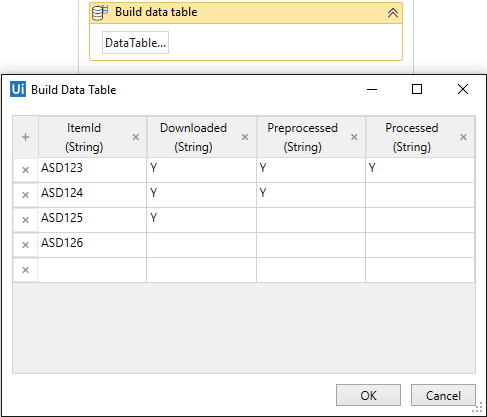 Build data table
DataTable...
Ui Build Data Table
ItemId Downloaded Preprocessed Processed
(String) (String) (String) (String)
ASD123 Y Y Y
ASD124 Y Y
ASD125 Y
ASD126
OK Cancel